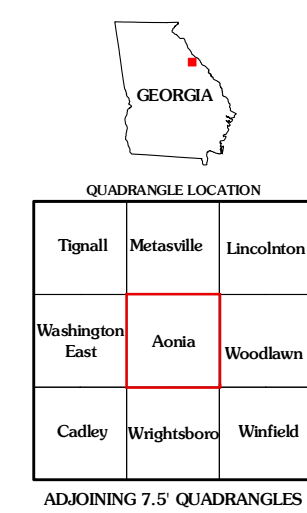 GEORGIA
QUADRANGLE LOCATION
Tignall Metasville Lincolnton
Washington
East
Aonia
Woodlawn
Cadley Wrightsboro Winfield
ADJOINING 7.5' QUADRANGLES